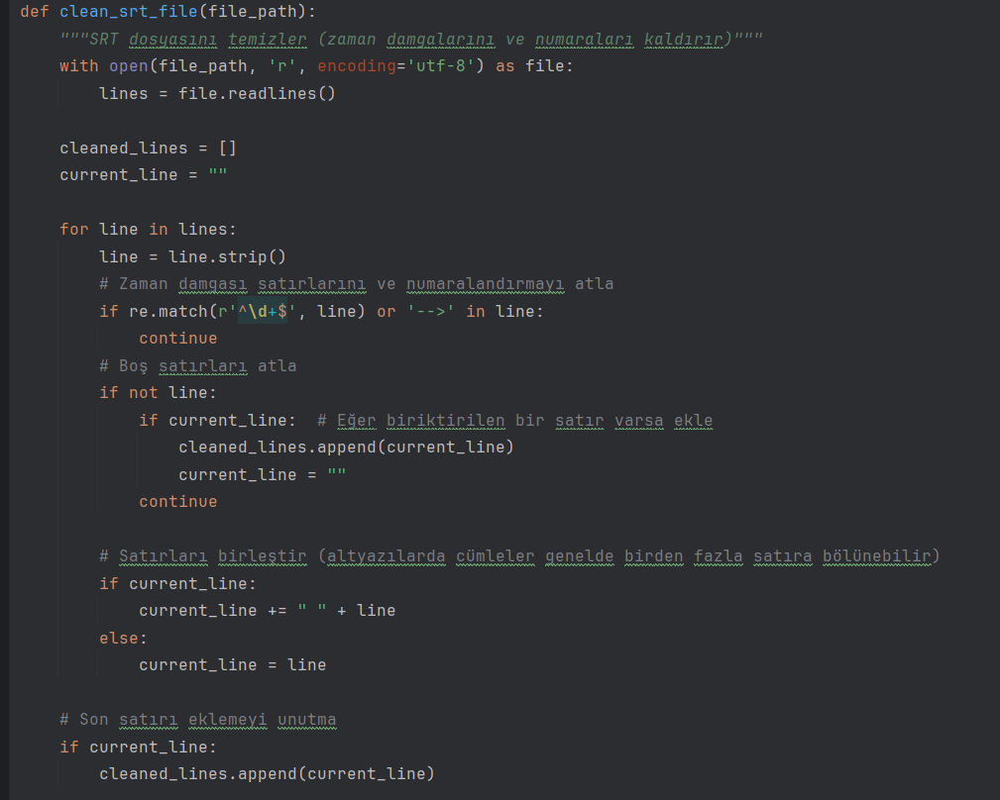 def clean_srt_file(file_path):
    """SRT dosyasını temizler (zaman damgalarını ve numaraları kaldırır)"""
    with open(file_path, 'r', encoding='utf-8') as file:
        lines = file.readlines()

    cleaned_lines = []
    current_line = ""

    for line in lines:
        line = line.strip()
        # Zaman damgası satırlarını ve numaralandırmayı atla
        if re.match(r'^\d+$', line) or '-->' in line:
            continue
        # Boş satırları atla
        if not line:
            if current_line:  # Eğer biriktirilen bir satır varsa ekle
                cleaned_lines.append(current_line)
                current_line = ""
            continue

        # Satırları birleştir (altyazılarda cümleler genelde birden fazla satıra bölünebilir)
        if current_line:
            current_line += " " + line
        else:
            current_line = line

    # Son satırı eklemeyi unutma
    if current_line:
        cleaned_lines.append(current_line)